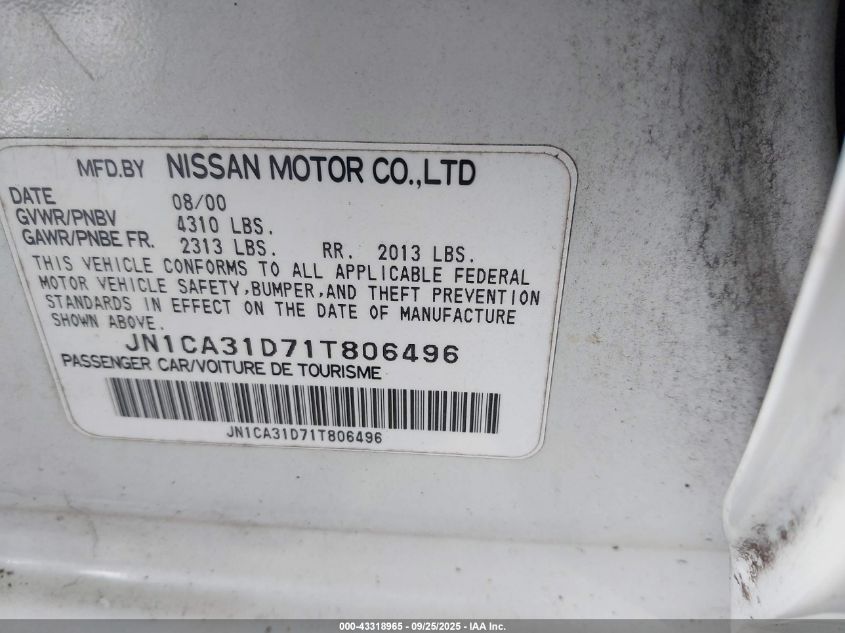 MFD.BY NISSAN MOTOR CO.,LTD
DATE 08/00
GVWR/PNBV 4310 LBS.
GAWR/PNBE FR. 2313 LBS. RR. 2013 LBS.
THIS VEHICLE CONFORMS TO ALL APPLICABLE FEDERAL
MOTOR VEHICLE SAFETY,BUMPER,AND THEFT PREVENTION
STANDARDS IN EFFECT ON THE DATE OF MANUFACTURE
SHOWN ABOVE.
JN1CA31D71T806496
PASSENGER CAR/VOITURE DE TOURISME
JN1CA31D71T806496
000-43318965 - 09/25/2025 - IAA Inc.